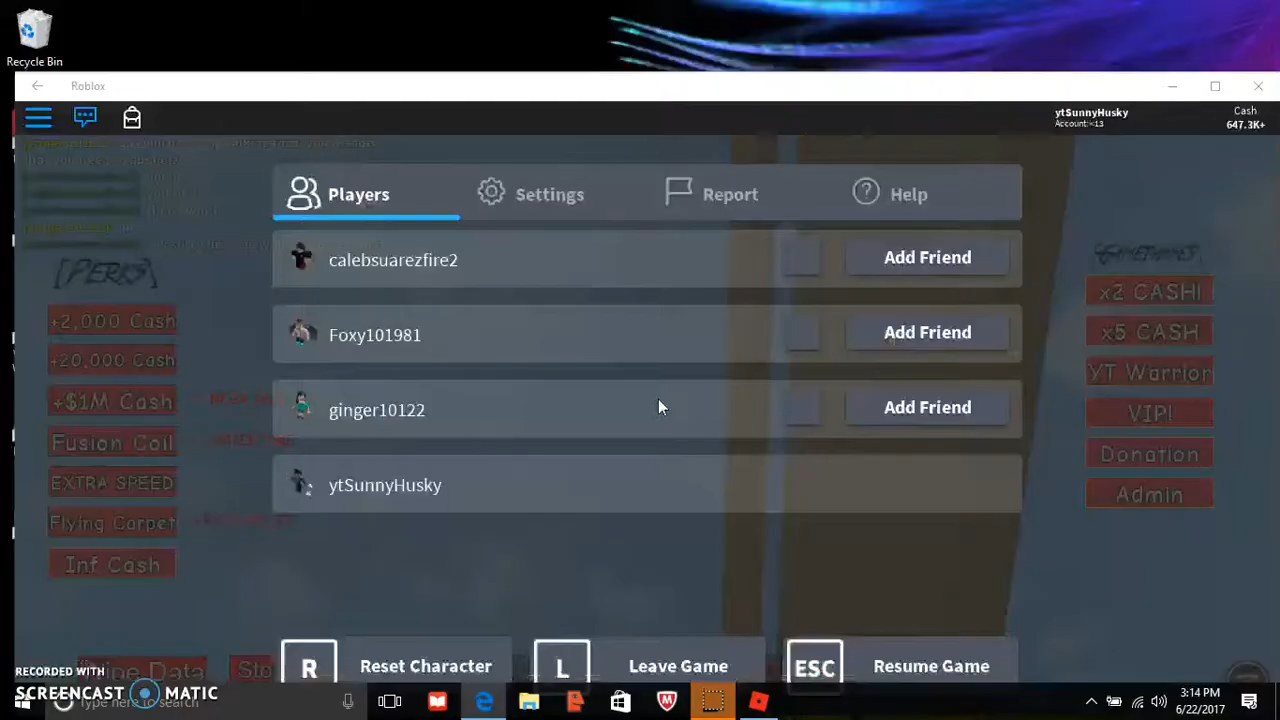 Recycle Bin
Roblox
ytSunnyHusky
Account: <13
Cash
647.3K+
Players
Settings
Report
Help
calebsuarezfire2
Add Friend
Foxy101981
Add Friend
ginger10122
Add Friend
ytSunnyHusky
[PERKS]
+2,000 Cash
+20,000 Cash
+$1M Cash
Fusion Coil
EXTRA SPEED
Flying Carpet
Inf Cash
GAMEPASSES
x2 CASH!
x5 CASH
YT Warrior
VIP!
Donation
Admin
R
Reset Character
L
Leave Game
ESC
Resume Game
Wipe Data
RECORDED WITH
SCREENCAST MATIC
Type here to search
3:14 PM
6/22/2017